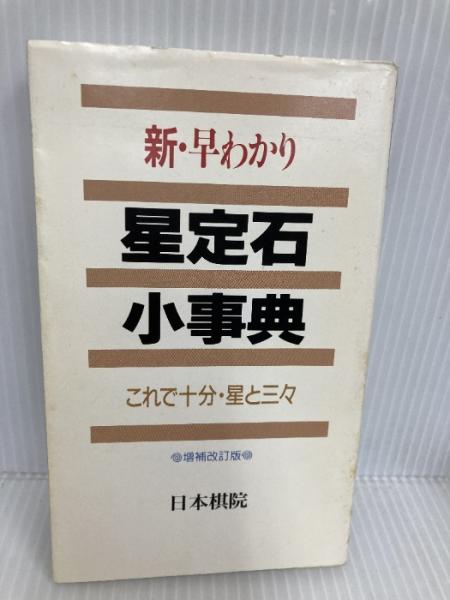 新・早わかり
星定石
小事典
これで十分・星と三々
増補改訂版
日本棋院